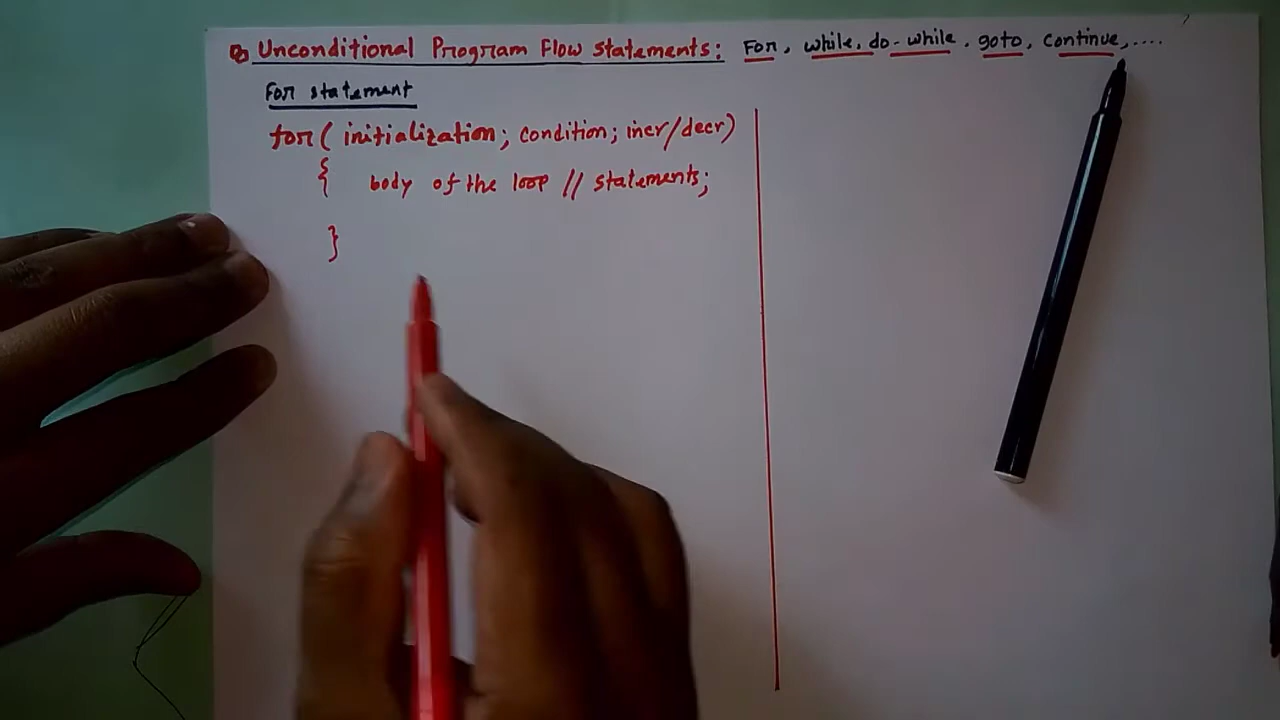 Unconditional Program Flow Statements: For, while, do-while, goto, continue,....
For statement
for( initialization; condition; incr/decr)
{ body of the loop // statements;
}